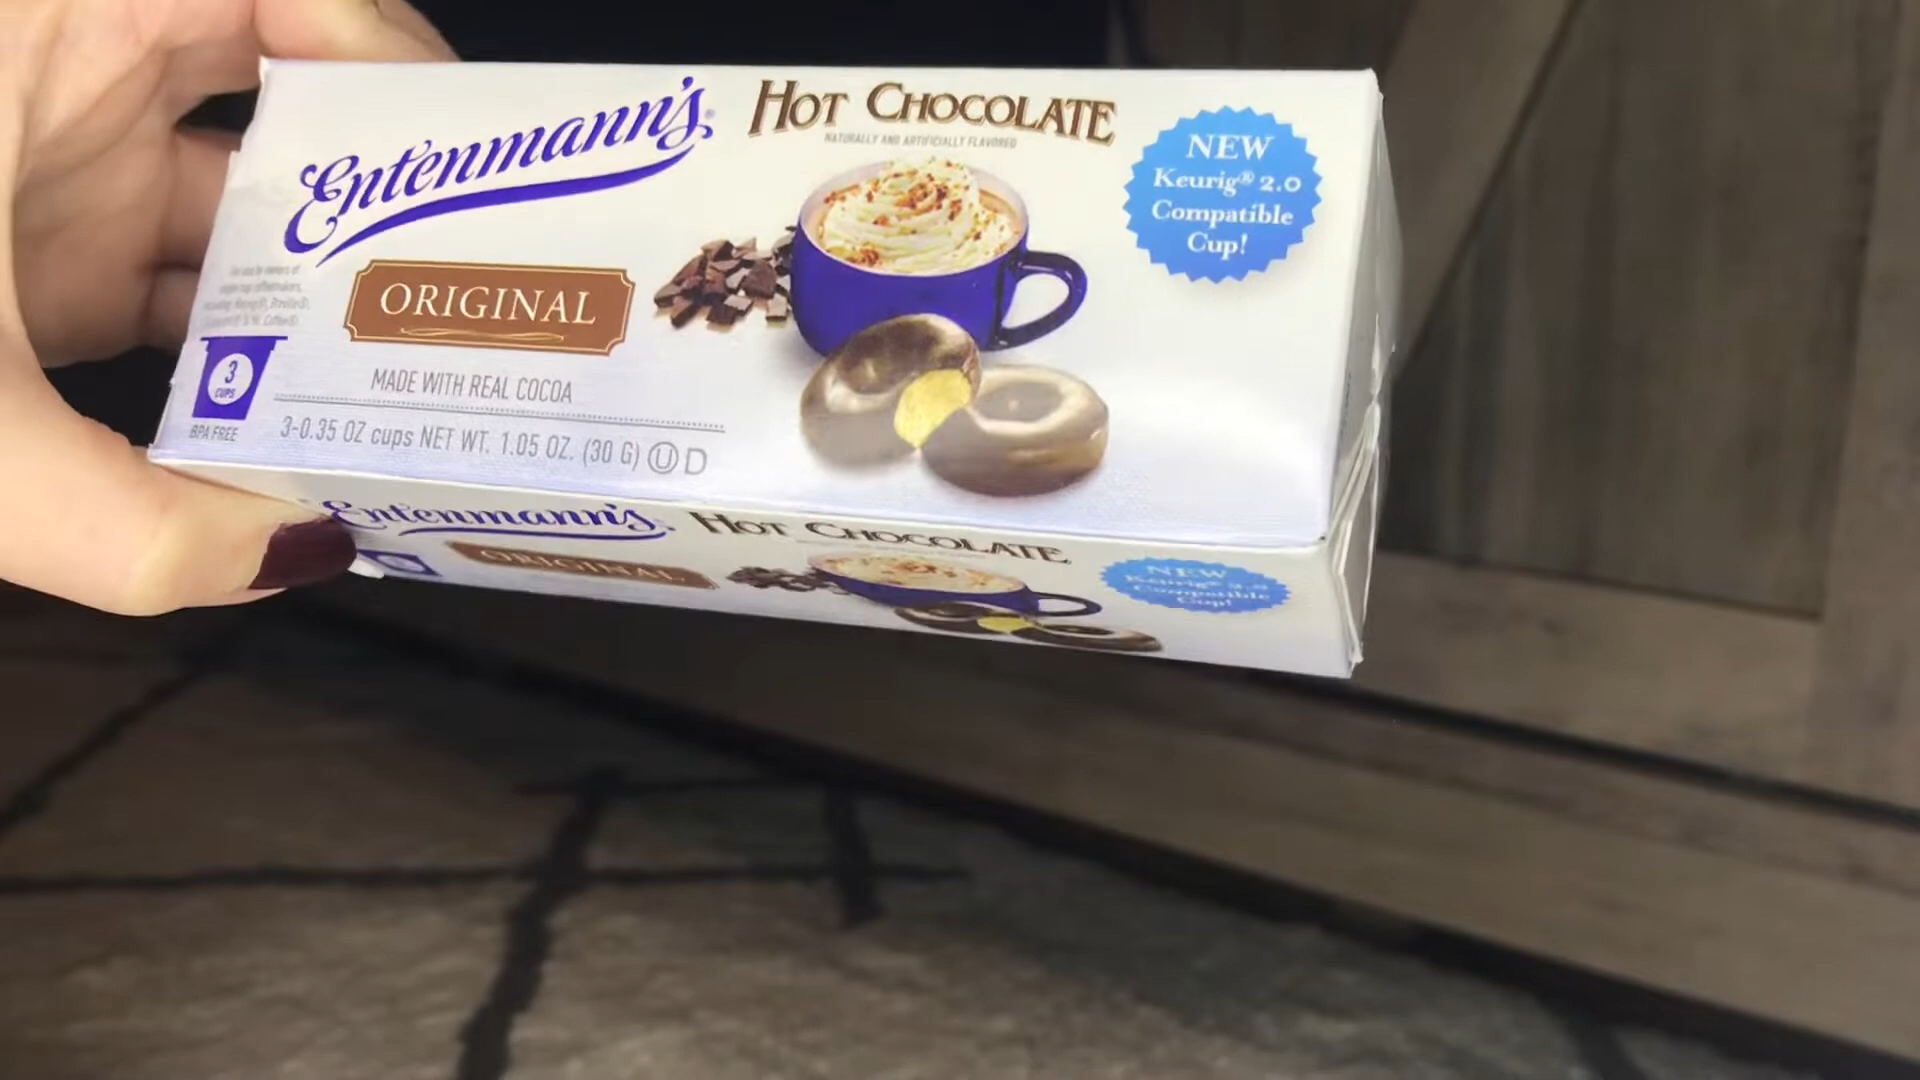 Entenmann's®
HOT CHOCOLATE
NATURALLY AND ARTIFICIALLY FLAVORED
NEW
Keurig® 2.0
Compatible
Cup!
ORIGINAL
3
CUPS
BPA FREE
MADE WITH REAL COCOA
3-0.35 OZ cups NET WT. 1.05 OZ. (30 G) U D
Entenmann's
HOT CHOCOLATE
ORIGINAL
NEW
Compatible
Cup!